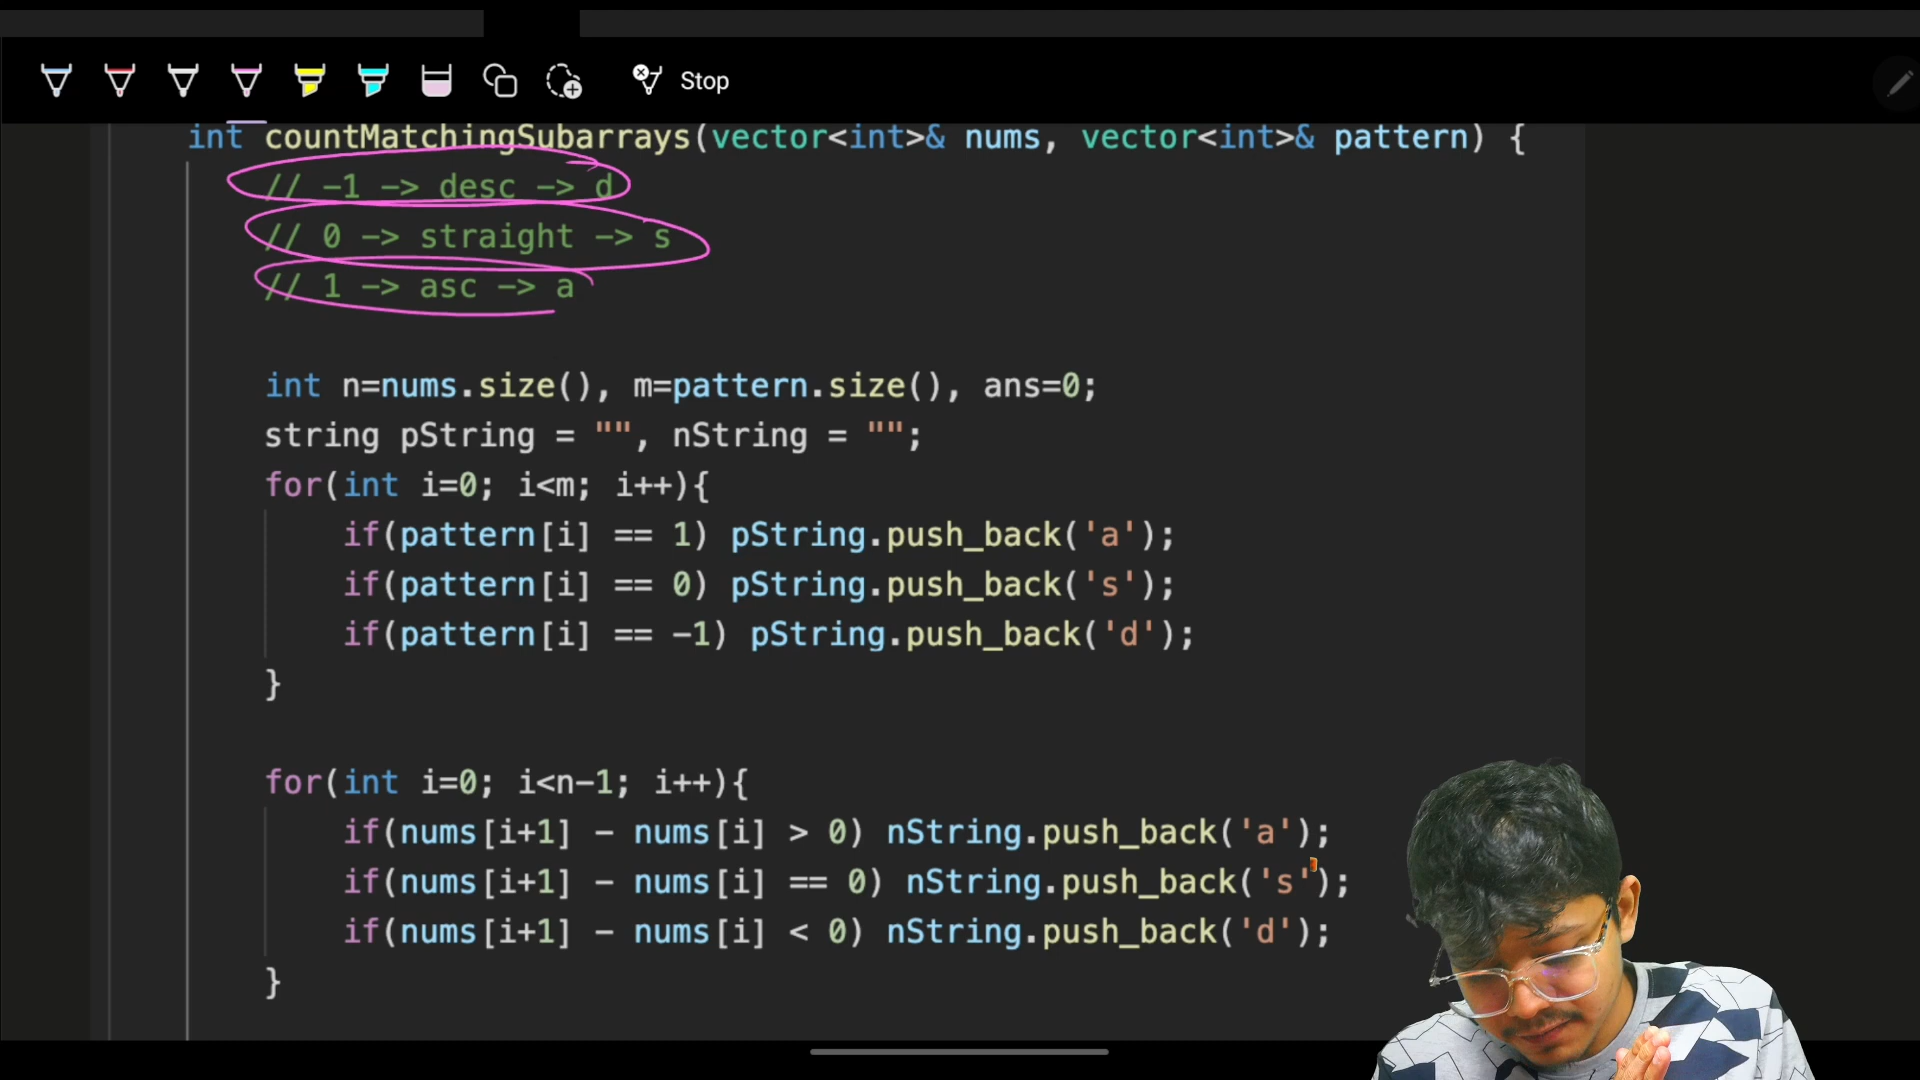 Stop
int countMatchingSubarrays(vector<int>& nums, vector<int>& pattern) {
// -1 -> desc -> d
// 0 -> straight -> s
// 1 -> asc -> a
int n=nums.size(), m=pattern.size(), ans=0;
string pString = "", nString = "";
for(int i=0; i<m; i++){
if(pattern[i] == 1) pString.push_back('a');
if(pattern[i] == 0) pString.push_back('s');
if(pattern[i] == -1) pString.push_back('d');
}
for(int i=0; i<n-1; i++){
if(nums[i+1] - nums[i] > 0) nString.push_back('a');
if(nums[i+1] - nums[i] == 0) nString.push_back('s');
if(nums[i+1] - nums[i] < 0) nString.push_back('d');
}